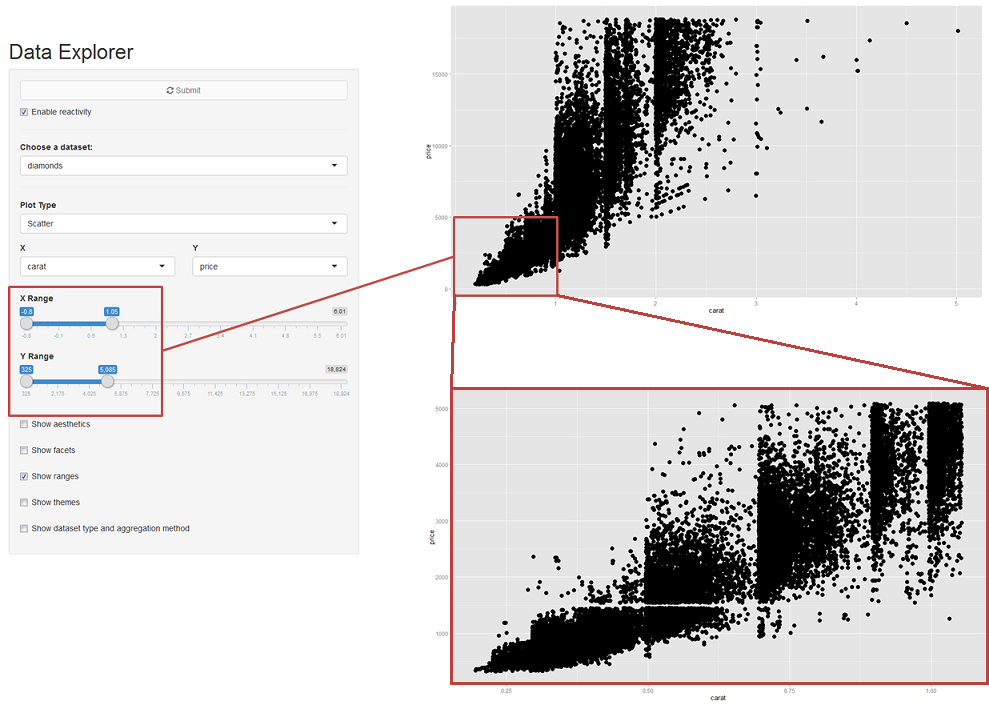 Data Explorer
Submit
Enable reactivity
Choose a dataset:
diamonds
Plot Type
Scatter
X Y
carat price
X Range
-0.8 1.05 6.01
-0.8 -0.1 0.6 1.3 2 2.7 3.4 4.1 4.8 5.5 6.01
Y Range
325 5,085 18,824
325 2,175 4,025 5,875 7,725 9,575 11,425 13,275 15,125 16,975 18,824
Show aesthetics
Show facets
Show ranges
Show themes
Show dataset type and aggregation method
15000
10000
5000
0
price
1 2 3 4 5
carat
5000
4000
3000
2000
1000
price
0.25 0.50 0.75 1.00
carat